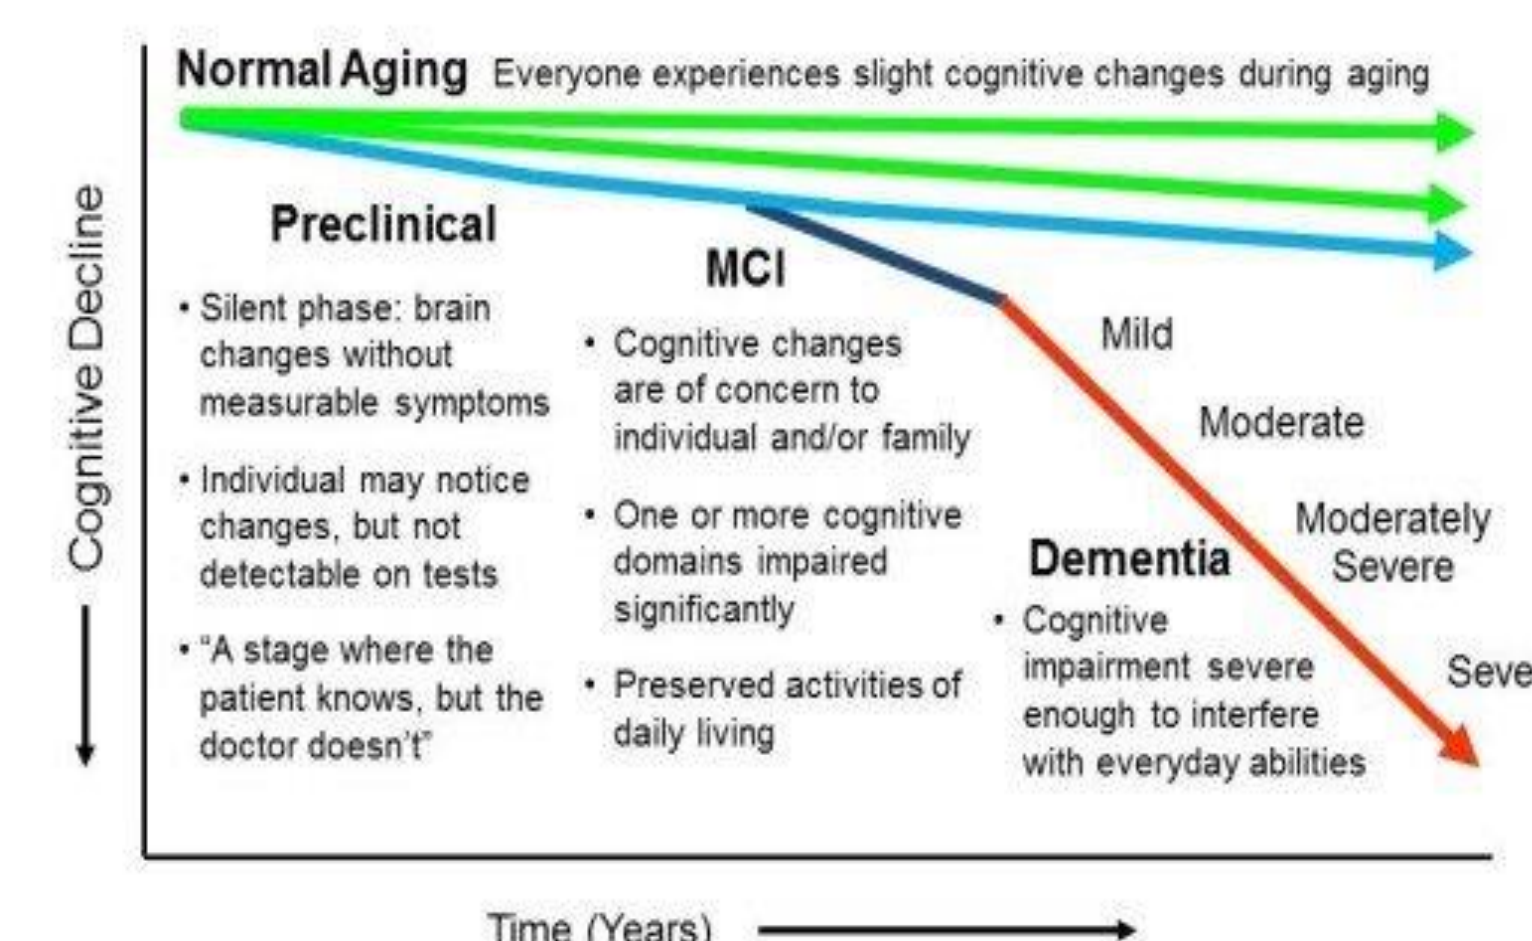 Normal Aging Everyone experiences slight cognitive changes during aging
Cognitive Decline
Preclinical
• Silent phase: brain
changes without
measurable symptoms
• Individual may notice
changes, but not
detectable on tests
• “A stage where the
patient knows, but the
doctor doesn’t”
MCI
• Cognitive changes
are of concern to
individual and/or family
• One or more cognitive
domains impaired
significantly
• Preserved activities of
daily living
Mild
Moderate
Moderately
Severe
Seve
Dementia
• Cognitive
impairment severe
enough to interfere
with everyday abilities
Time (Years)